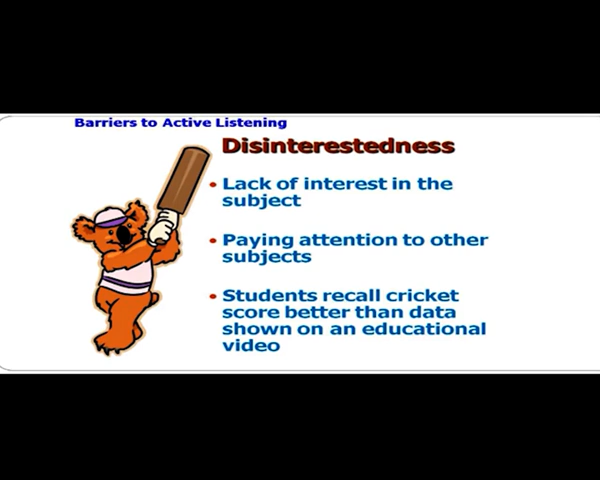 Barriers to Active Listening
Disinterestedness
• Lack of interest in the
subject
• Paying attention to other
subjects
• Students recall cricket
score better than data
shown on an educational
video